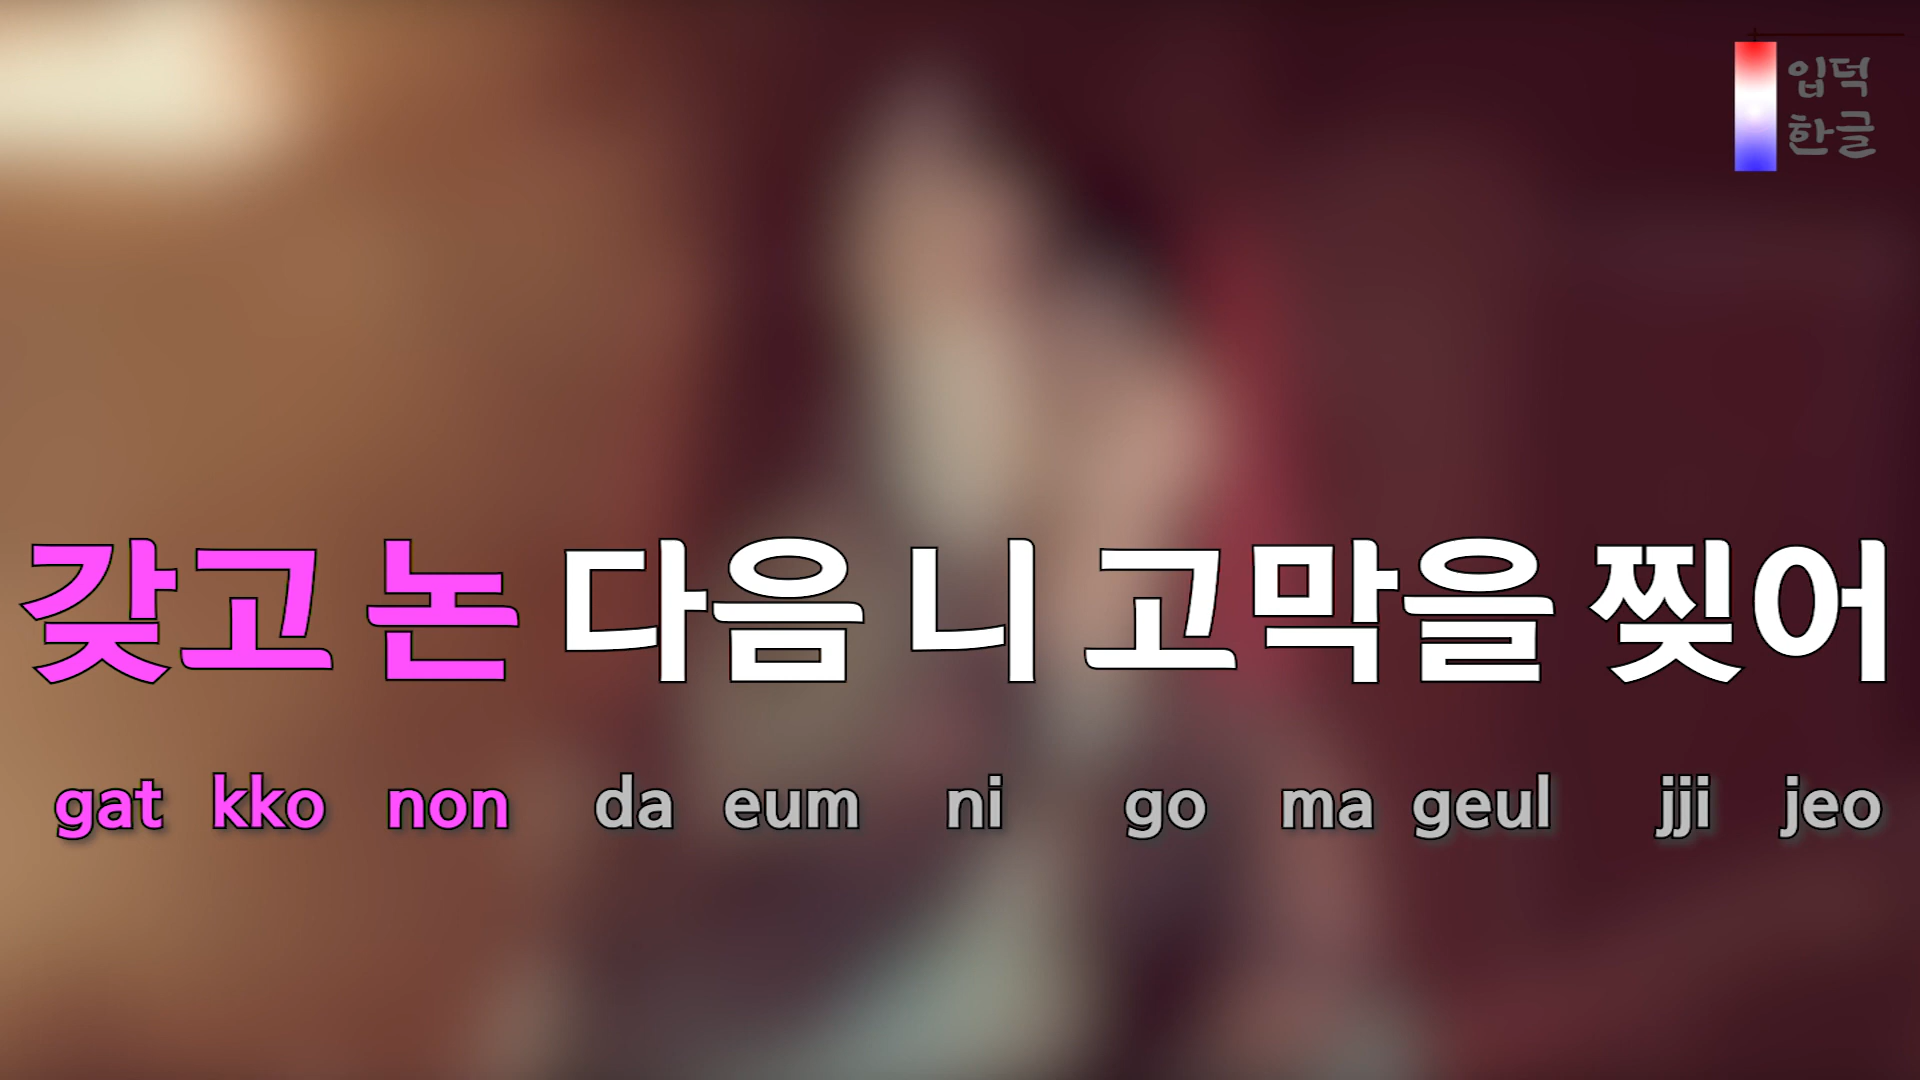 입덕
한글
갖고 논 다음 니 고막을 찢어
gat kko non da eum ni go ma geul jji jeo